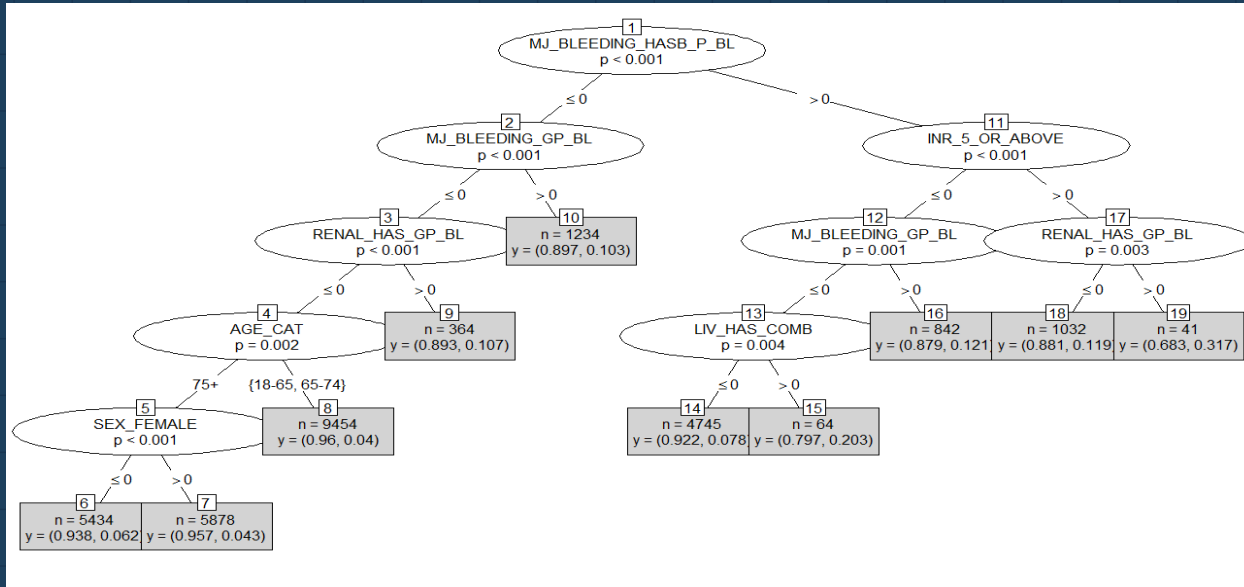 1
MJ_BLEEDING_HASB_P_BL
p < 0.001
≤ 0
> 0
2
MJ_BLEEDING_GP_BL
p < 0.001
11
INR_5_OR_ABOVE
p < 0.001
≤ 0
> 0
≤ 0
> 0
3
RENAL_HAS_GP_BL
p < 0.001
10
n = 1234
y = (0.897, 0.103)
12
MJ_BLEEDING_GP_BL
p = 0.001
17
RENAL_HAS_GP_BL
p = 0.003
≤ 0
> 0
≤ 0
> 0
≤ 0
> 0
4
AGE_CAT
p = 0.002
9
n = 364
y = (0.893, 0.107)
13
LIV_HAS_COMB
p = 0.004
16
n = 842
y = (0.879, 0.121)
18
n = 1032
y = (0.881, 0.119)
19
n = 41
y = (0.683, 0.317)
75+
{18-65, 65-74}
≤ 0
> 0
5
SEX_FEMALE
p < 0.001
8
n = 9454
y = (0.96, 0.04)
14
n = 4745
y = (0.922, 0.078)
15
n = 64
y = (0.797, 0.203)
≤ 0
> 0
6
n = 5434
y = (0.938, 0.062)
7
n = 5878
y = (0.957, 0.043)